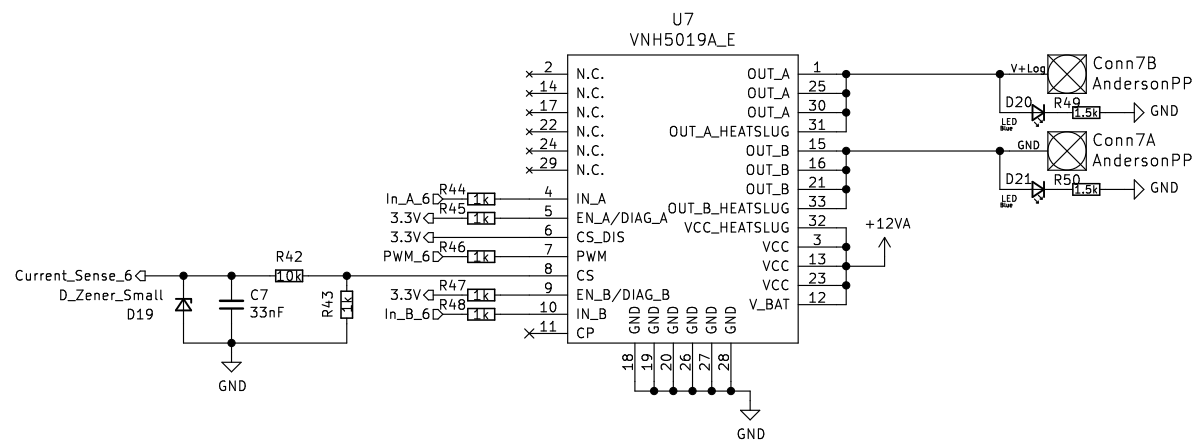 U7
VNH5019A_E
2 N.C.
14 N.C.
17 N.C.
22 N.C.
24 N.C.
29 N.C.
In_A_6 R44 1k 4 IN_A
3.3V R45 1k 5 EN_A/DIAG_A
3.3V 6 CS_DIS
PWM_6 R46 1k 7 PWM
Current_Sense_6 R42 10k 8 CS
3.3V R47 1k 9 EN_B/DIAG_B
In_B_6 R48 1k 10 IN_B
11 CP
D_Zener_Small
D19
C7
33nF
R43 1k
GND
OUT_A 1
OUT_A 25
OUT_A 30
OUT_A_HEATSLUG 31
OUT_B 15
OUT_B 16
OUT_B 21
OUT_B_HEATSLUG 33
VCC_HEATSLUG 32
VCC 3
VCC 13
VCC 23
V_BAT 12
+12VA
GND GND GND GND GND GND
18 19 20 26 27 28
GND
V+Log
Conn7B
AndersonPP
D20 R49
LED
Blue
1.5k
GND
GND
Conn7A
AndersonPP
D21 R50
LED
Blue
1.5k
GND